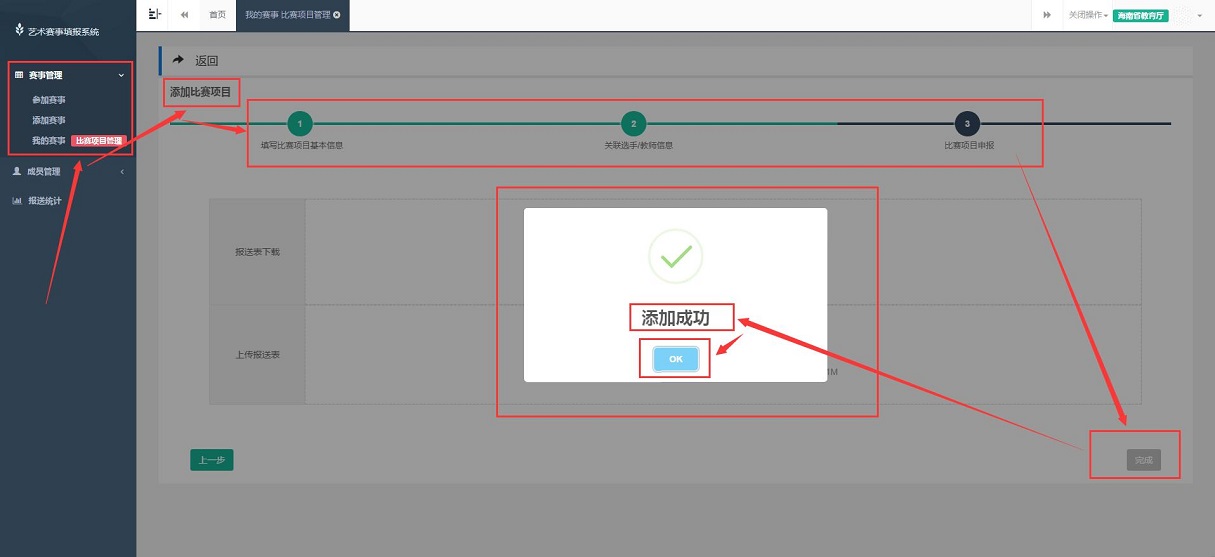 艺术赛事填报系统
首页
我的赛事 比赛项目管理
关闭操作
海南省教育厅
赛事管理
参加赛事
添加赛事
我的赛事 比赛项目管理
成员管理
报送统计
返回
添加比赛项目
1
2
3
填写比赛项目基本信息
关联选手/教师信息
比赛项目申报
报送表下载
上传报送表
添加成功
OK
1M
上一步
完成